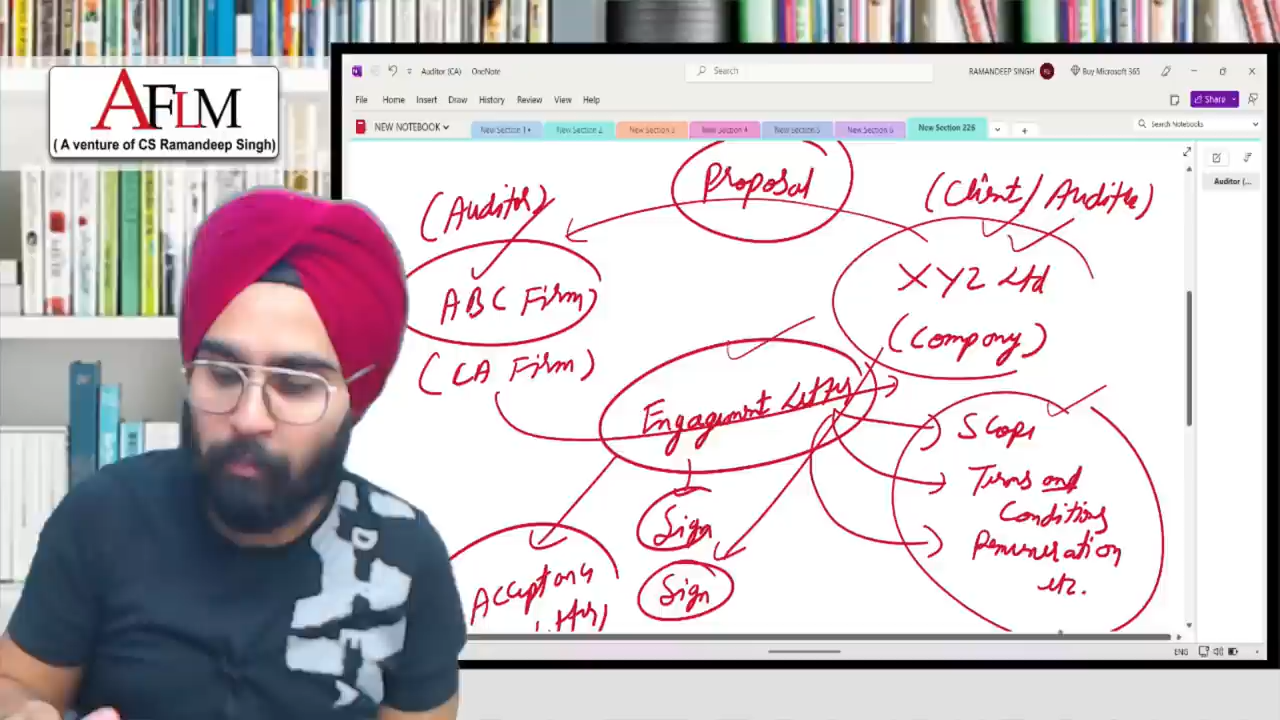 AFLM
( A venture of CS Ramandeep Singh)
Auditor (CA) OneNote
Search
RAMANDEEP SINGH
Buy Microsoft 365
File Home Insert Draw History Review View Help
Share
NEW NOTEBOOK
New Section 1
New Section 2
New Section 3
New Section 4
New Section 5
New Section 6
New Section 226
Search Notebooks
Auditor (...
Proposal
(Auditor)
(Client/Auditee)
ABC Firm
XYZ Ltd
(Company)
(CA Firm)
Engagement Letter
Scope
Terms and
Conditions
Remuneration
etc.
Sign
Sign
Acceptance
ENG